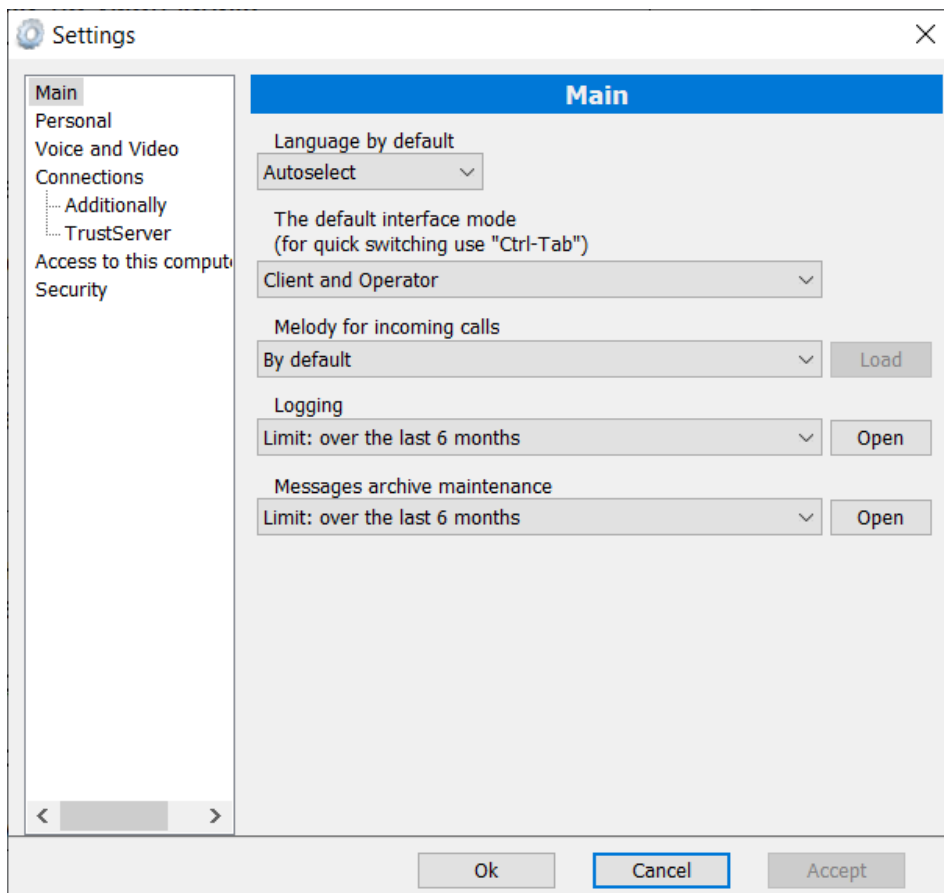 Settings
Main
Personal
Voice and Video
Connections
Additionally
TrustServer
Access to this compute
Security
Main
Language by default
Autoselect
The default interface mode
(for quick switching use "Ctrl-Tab")
Client and Operator
Melody for incoming calls
By default
Load
Logging
Limit: over the last 6 months
Open
Messages archive maintenance
Limit: over the last 6 months
Open
Ok
Cancel
Accept